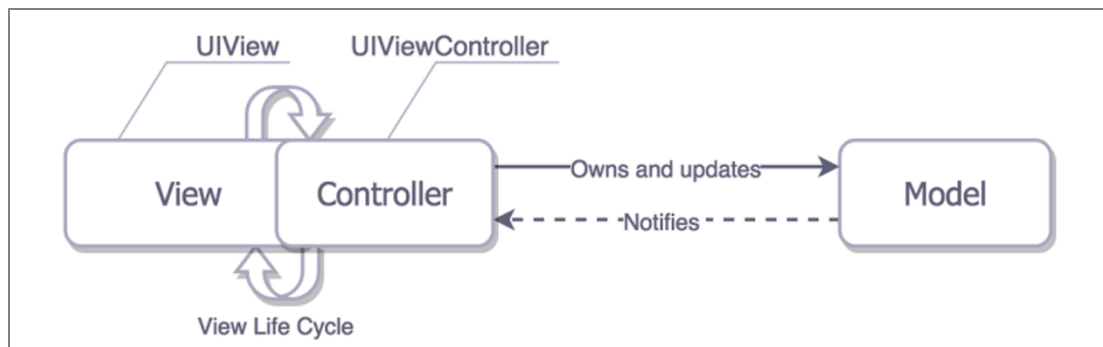 UIView
UIViewController
View
Controller
Owns and updates
Notifies
Model
View Life Cycle